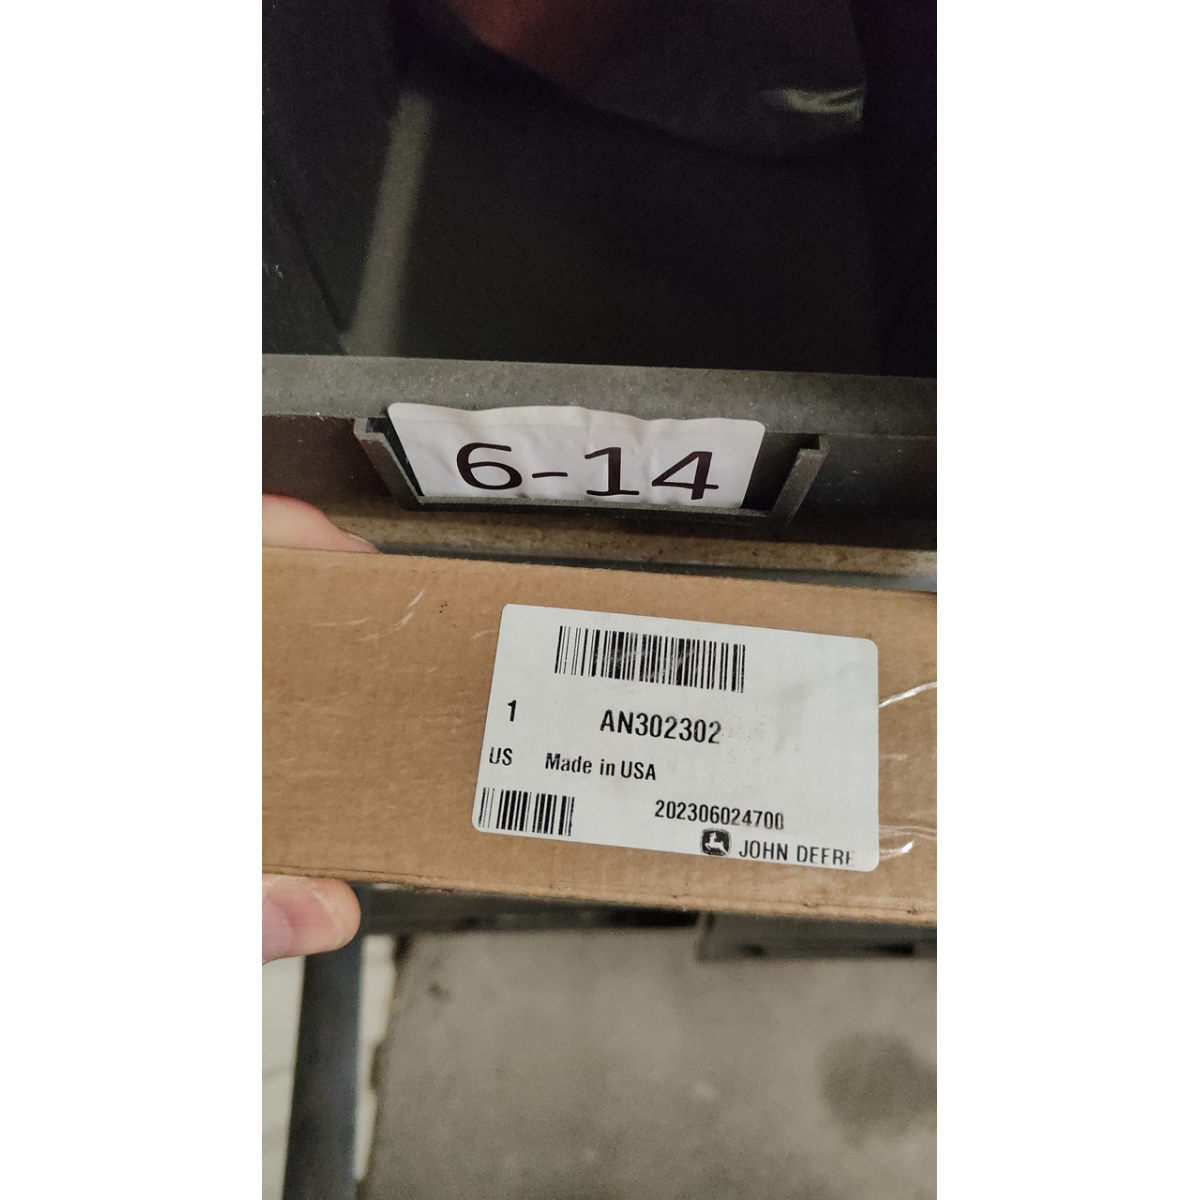 6-14
1 AN302302
US Made in USA
202306024700
JOHN DEERE